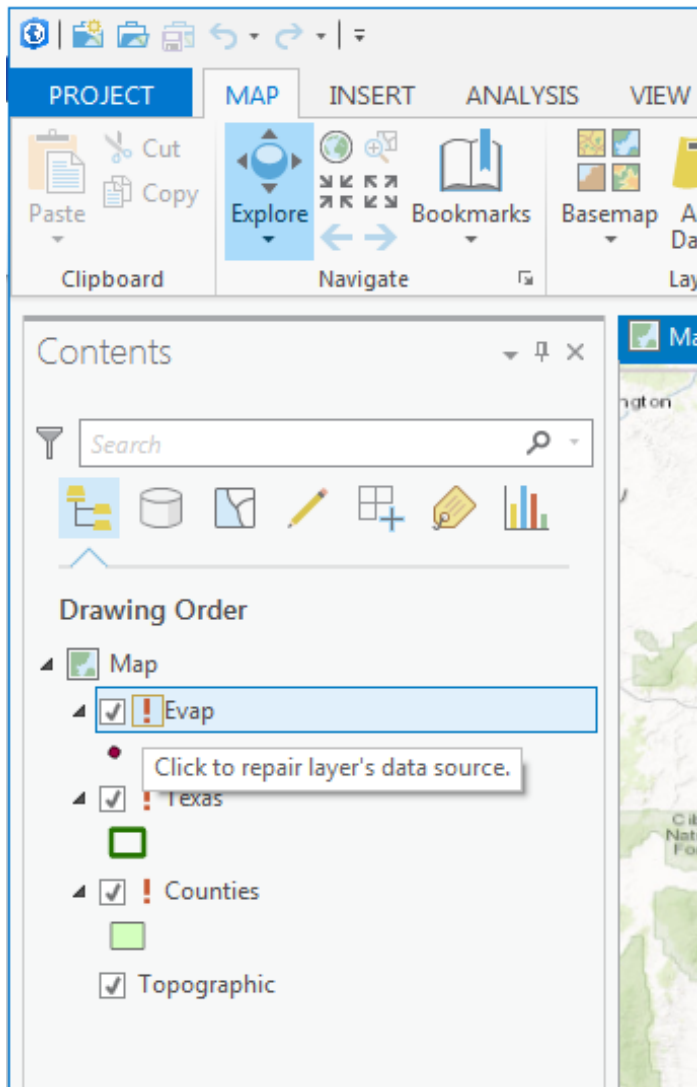 PROJECT MAP INSERT ANALYSIS VIEW
Cut
Copy
Paste
Explore
Bookmarks
Basemap
Clipboard
Navigate
Contents
Search
Drawing Order
Map
Evap
Click to repair layer's data source.
Texas
Counties
Topographic